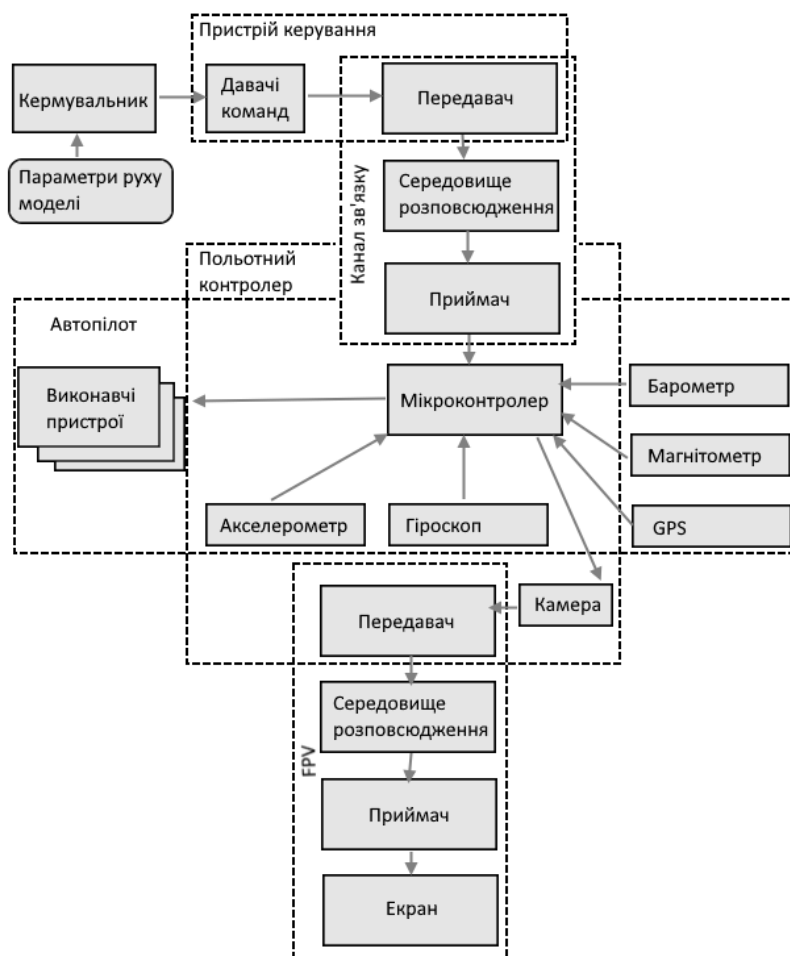 Пристрій керування
Кермувальник
Давачі
команд
Передавач
Параметри руху
моделі
Канал зв'язку
Середовище
розповсюдження
Польотний
контролер
Приймач
Автопілот
Виконавчі
пристрої
Мікроконтролер
Барометр
Магнітометр
Акселерометр
Гіроскоп
GPS
Камера
Передавач
FPV
Середовище
розповсюдження
Приймач
Екран